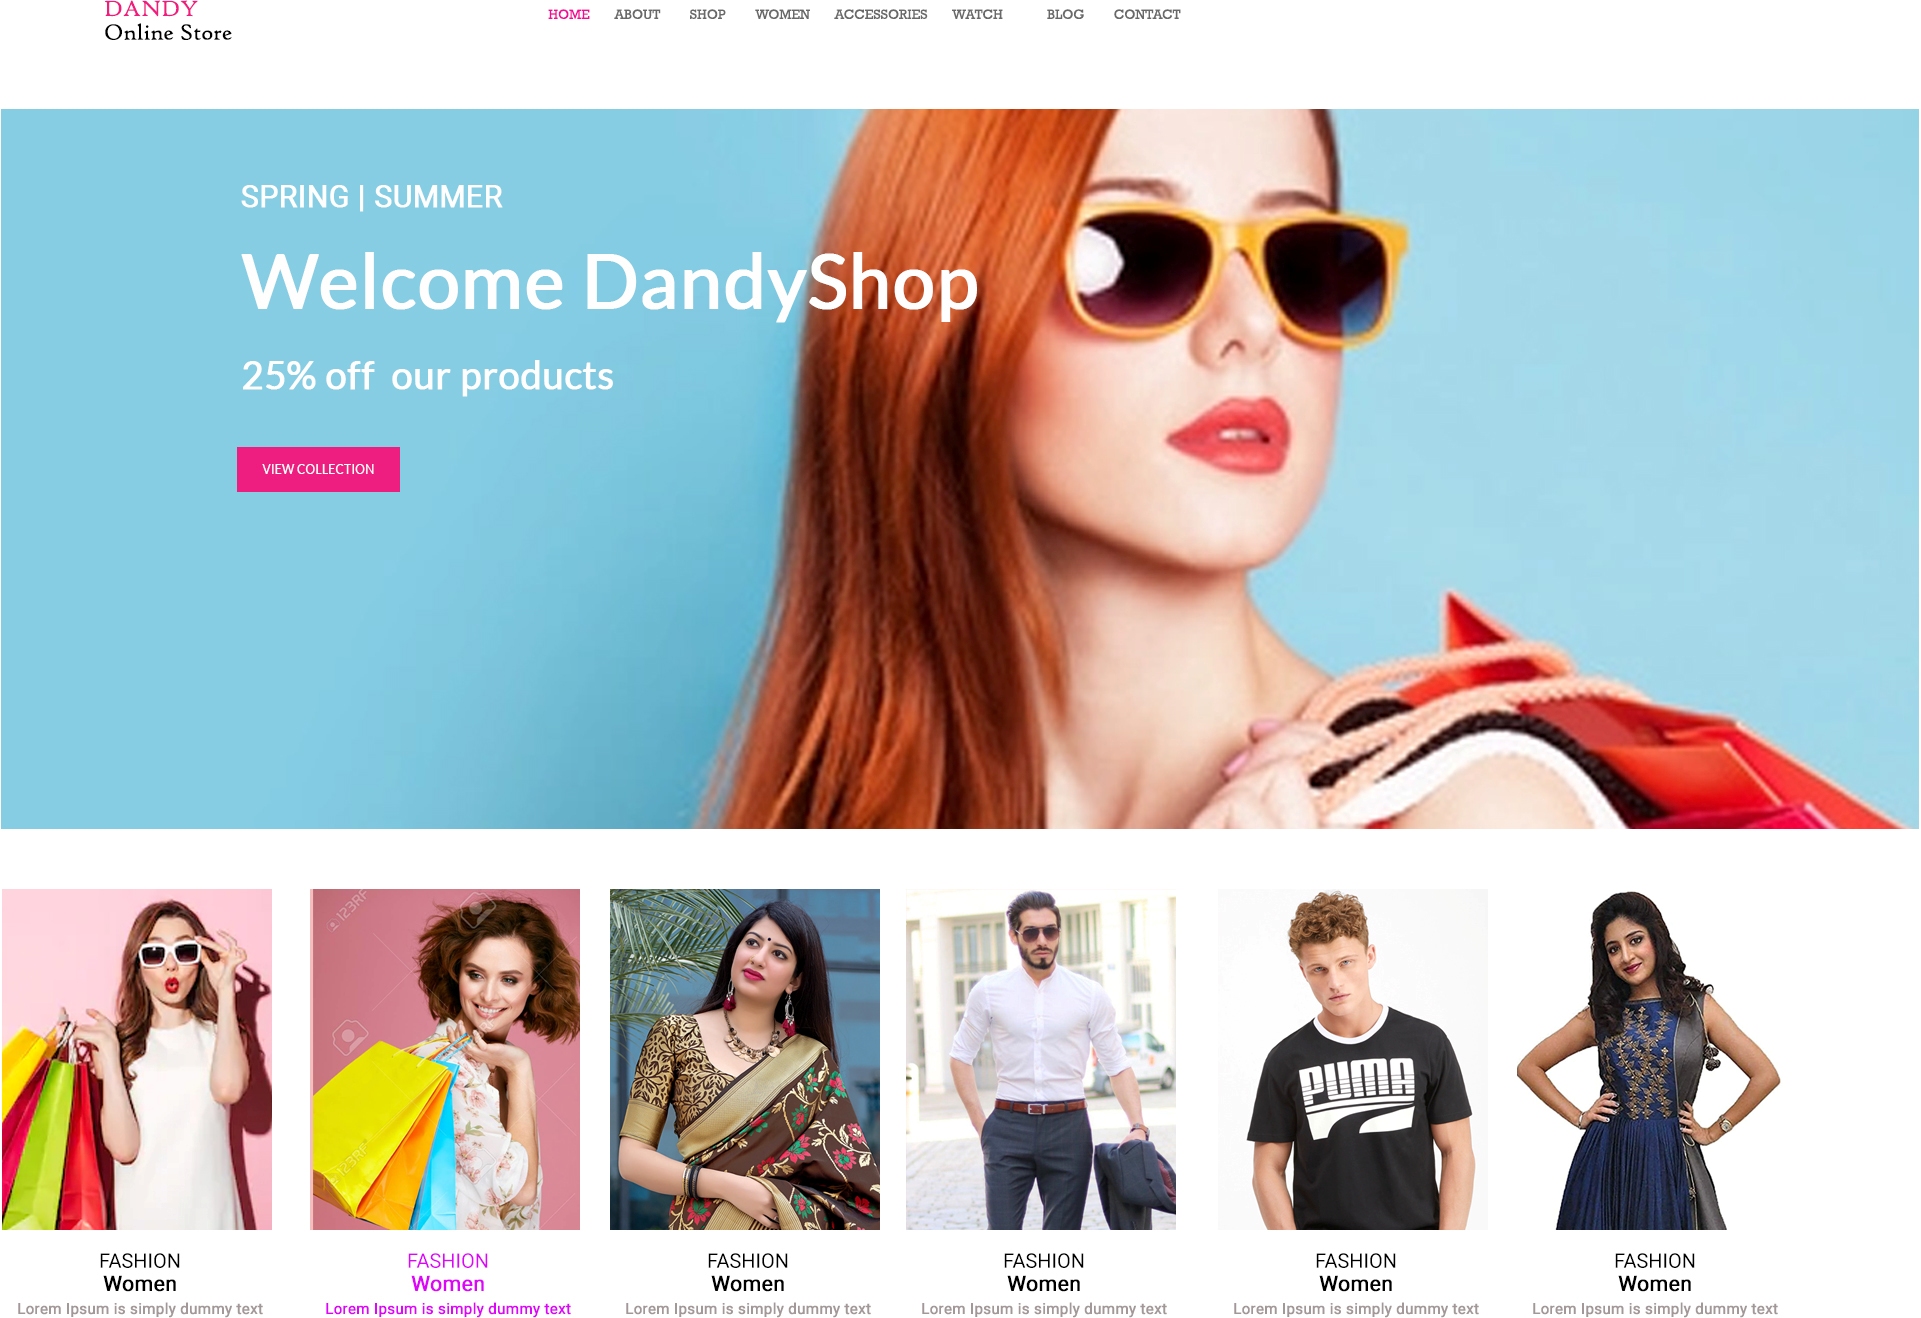 DANDY
Online Store
HOME ABOUT SHOP WOMEN ACCESSORIES WATCH BLOG CONTACT
SPRING | SUMMER
Welcome DandyShop
25% off our products
VIEW COLLECTION
123RF
123RF
PUMA
FASHION
Women
Lorem Ipsum is simply dummy text
FASHION
Women
Lorem Ipsum is simply dummy text
FASHION
Women
Lorem Ipsum is simply dummy text
FASHION
Women
Lorem Ipsum is simply dummy text
FASHION
Women
Lorem Ipsum is simply dummy text
FASHION
Women
Lorem Ipsum is simply dummy text